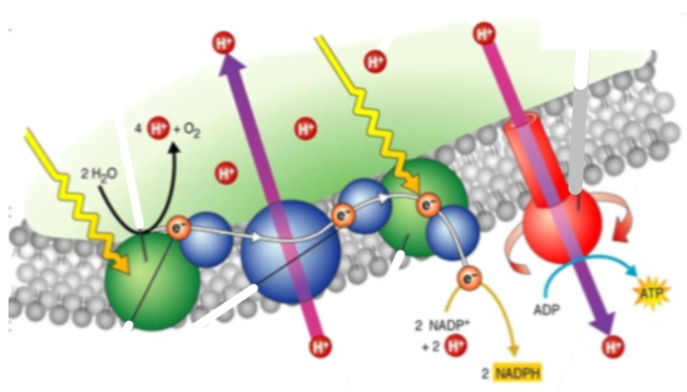 H⁺
H⁺
H⁺
4 H⁺ + O₂
H⁺
2 H₂O
H⁺
e⁻
e⁻
e⁻
e⁻
ADP
ATP
2 NADP⁺
+ 2 H⁺
H⁺
H⁺
2 NADPH